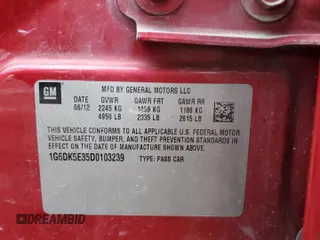 GM
MFD BY GENERAL MOTORS LLC
DATE GVWR GAWR FRT GAWR RR
06/12 2245 KG 1059 KG 1186 KG
4950 LB 2335 LB 2615 LB
THIS VEHICLE CONFORMS TO ALL APPLICABLE U.S. FEDERAL MOTOR
VEHICLE SAFETY, BUMPER, AND THEFT PREVENTION STANDARDS
IN EFFECT ON THE DATE OF MANUFACTURE SHOWN ABOVE.
1G6DK5E35D0103239 TYPE: PASS CAR
DREAMBID